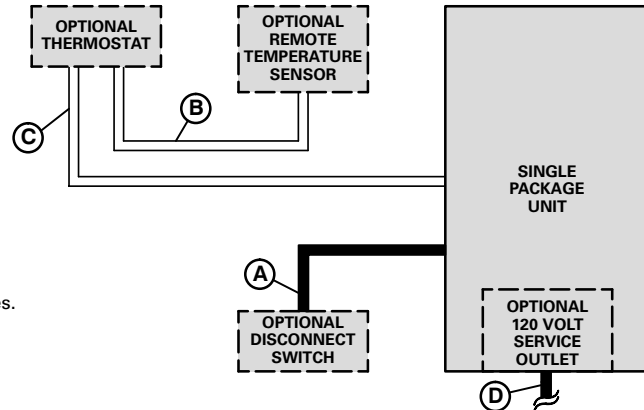 OPTIONAL
THERMOSTAT
OPTIONAL
REMOTE
TEMPERATURE
SENSOR
C
B
SINGLE
PACKAGE
UNIT
A
s.
OPTIONAL
DISCONNECT
SWITCH
OPTIONAL
120 VOLT
SERVICE
OUTLET
D